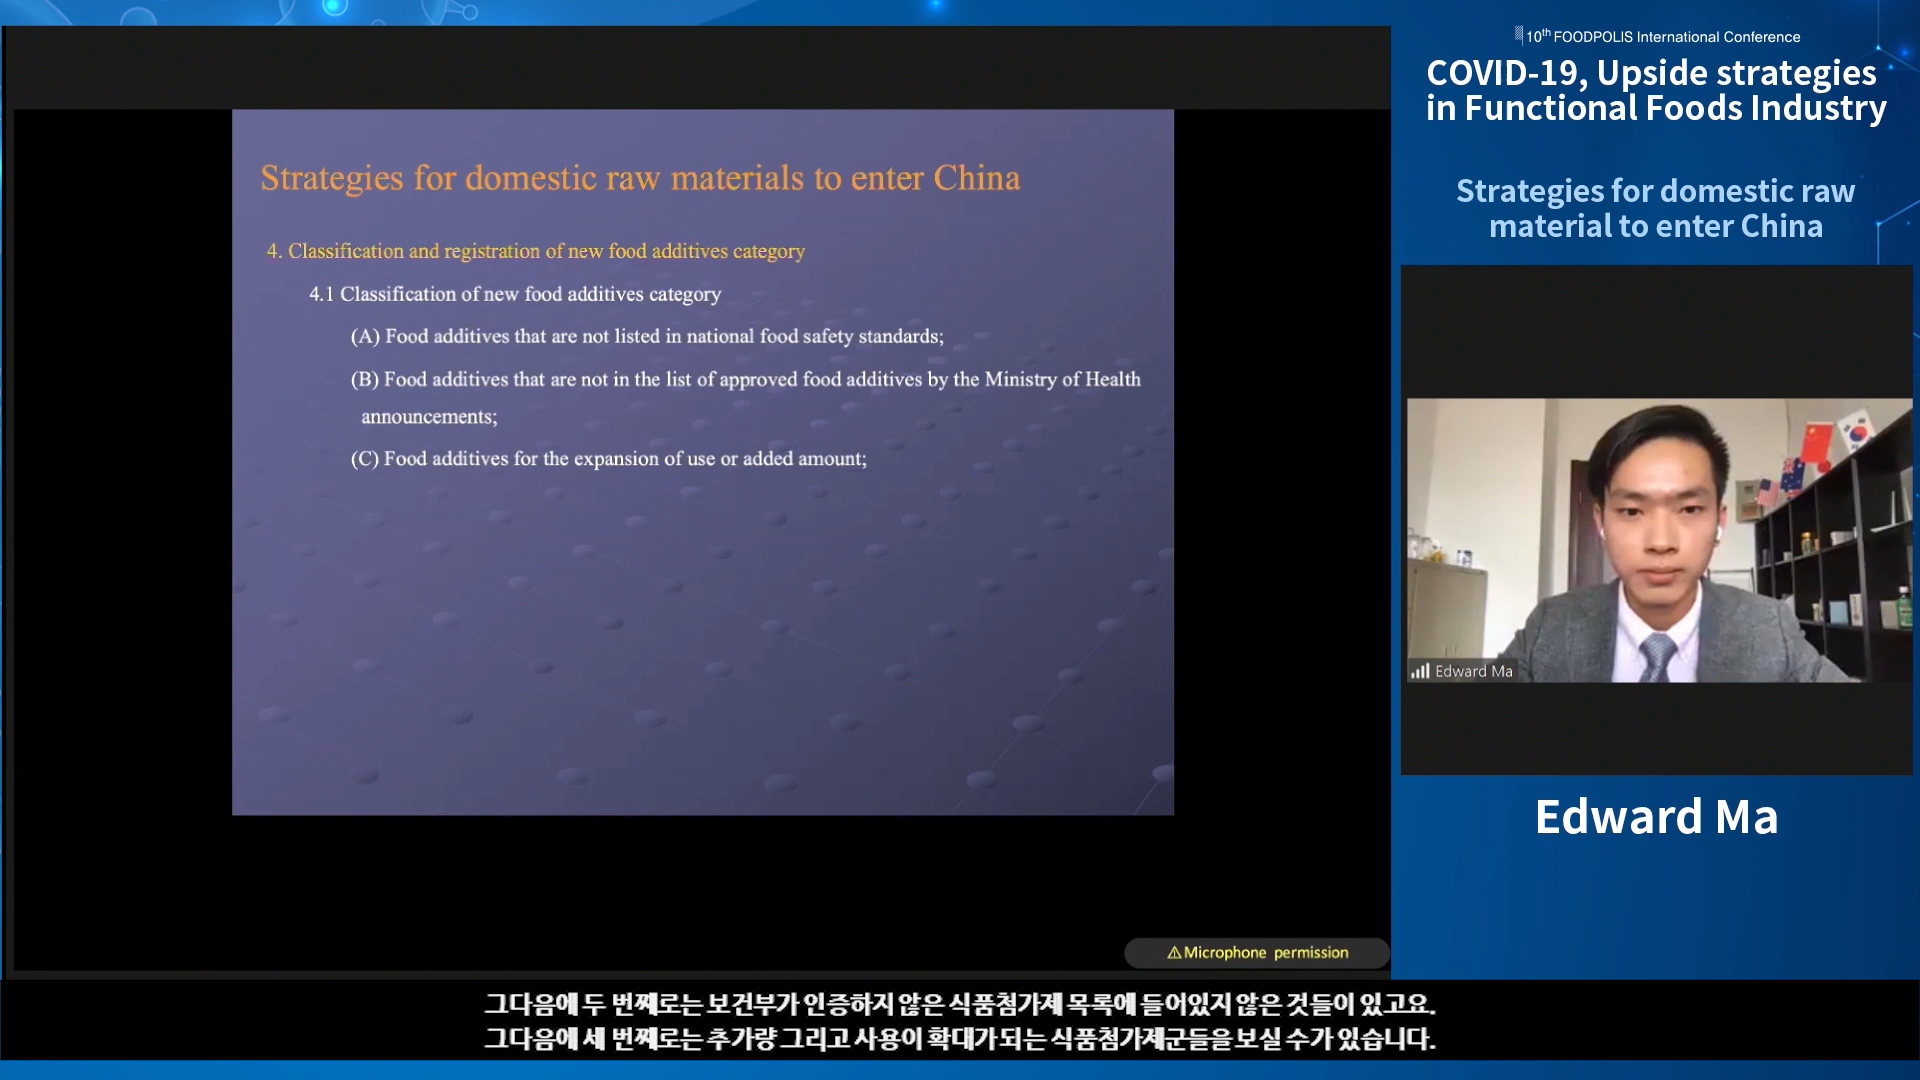 10th FOODPOLIS International Conference
COVID-19, Upside strategies
in Functional Foods Industry
Strategies for domestic raw
material to enter China
Strategies for domestic raw materials to enter China
4. Classification and registration of new food additives category
4.1 Classification of new food additives category
(A) Food additives that are not listed in national food safety standards;
(B) Food additives that are not in the list of approved food additives by the Ministry of Health
announcements;
(C) Food additives for the expansion of use or added amount;
Edward Ma
Edward Ma
⚠Microphone permission
그다음에 두 번째로는 보건부가 인증하지 않은 식품첨가제 목록에 들어있지 않은 것들이 있고요.
그다음에 세 번째로는 추가량 그리고 사용이 확대가 되는 식품첨가제군들을 보실 수가 있습니다.